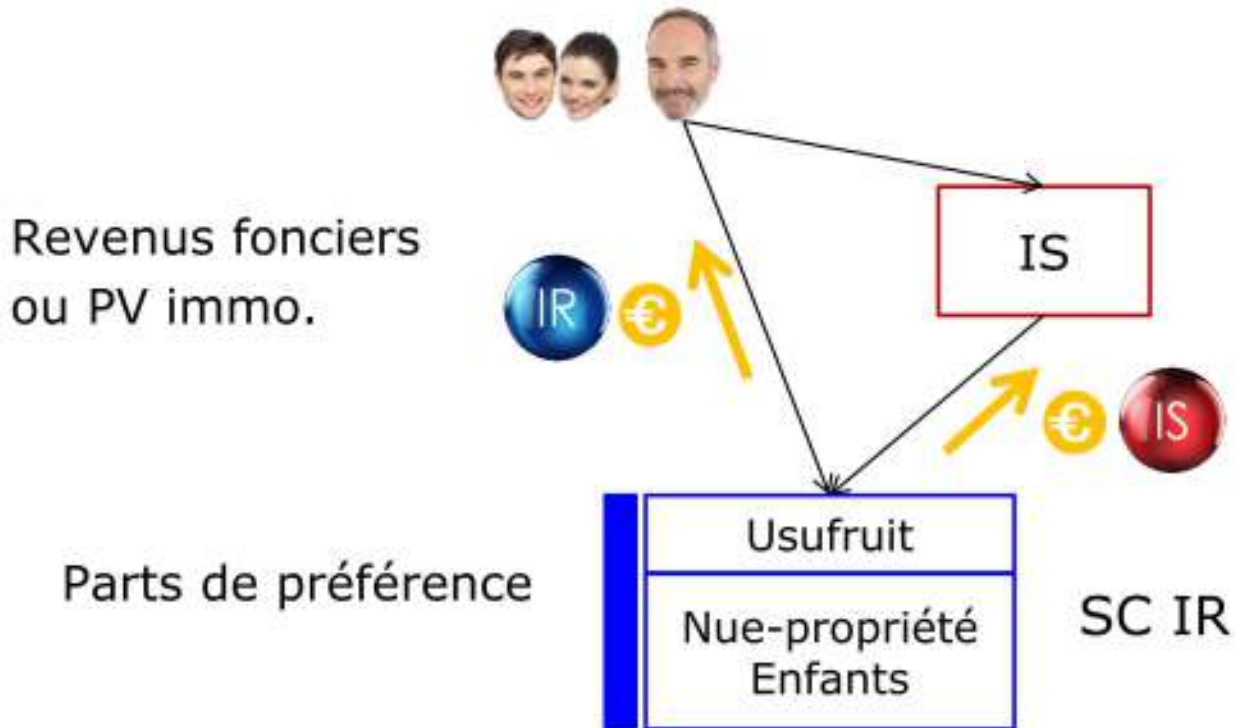 Revenus fonciers
ou PV immo.
IR €
IS
€ IS
Parts de préférence
Usufruit
Nue-propriété
Enfants
SC IR